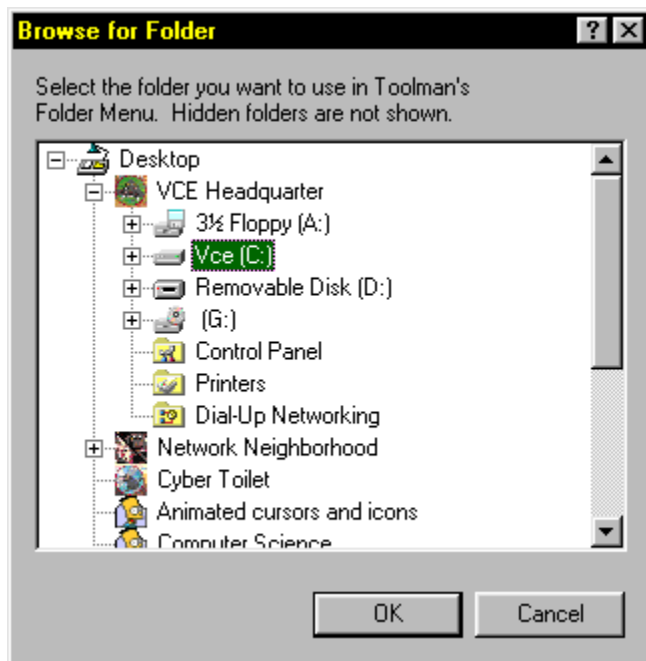 Browse for Folder
Select the folder you want to use in Toolman's
Folder Menu.  Hidden folders are not shown.
Desktop
VCE Headquarter
3½ Floppy (A:)
Vce (C:)
Removable Disk (D:)
(G:)
Control Panel
Printers
Dial-Up Networking
Network Neighborhood
Cyber Toilet
Animated cursors and icons
Computer Science
OK Cancel